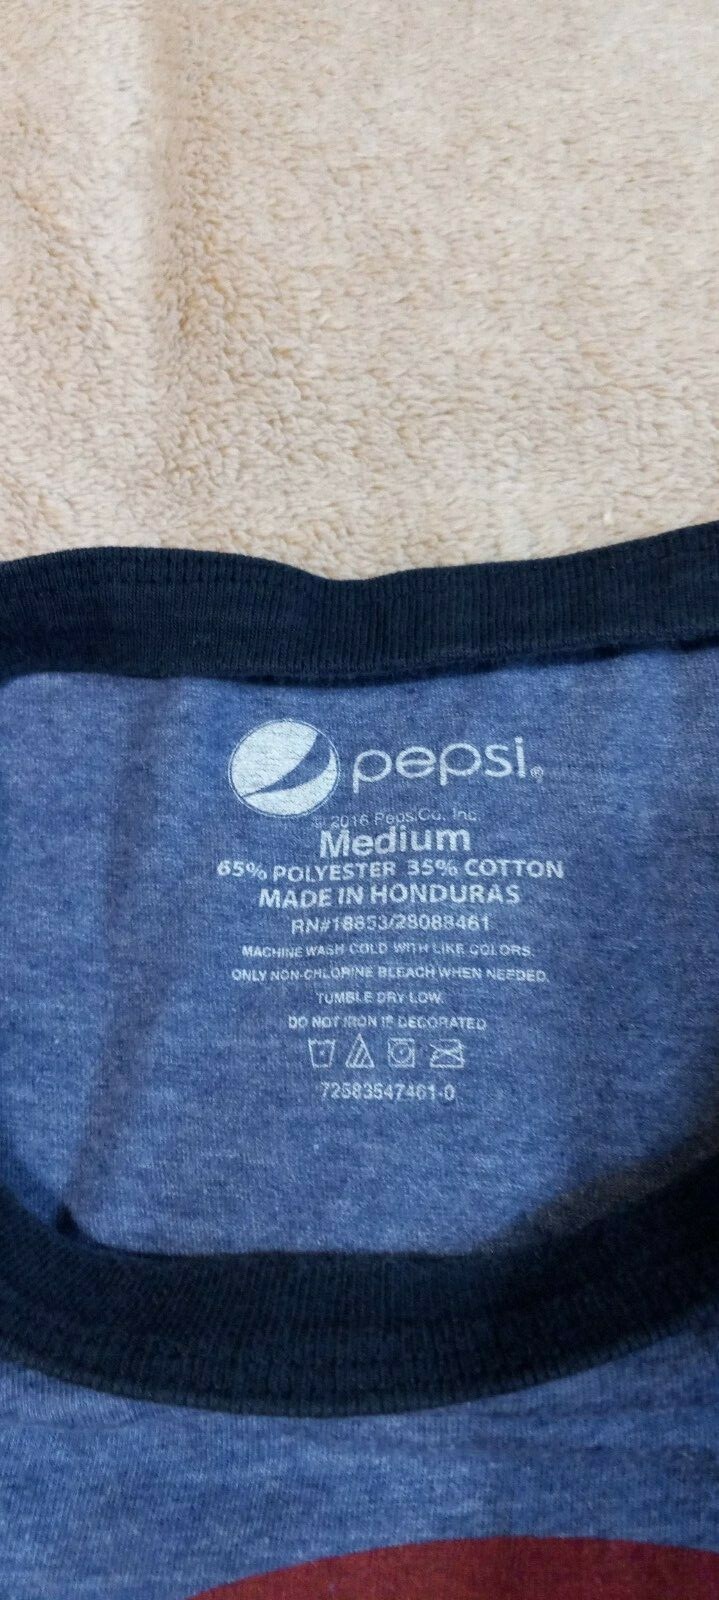 pepsi®
© 2016 PepsiCo, Inc.
Medium
65% POLYESTER 35% COTTON
MADE IN HONDURAS
RN#18853/28088461
MACHINE WASH COLD WITH LIKE COLORS.
ONLY NON-CHLORINE BLEACH WHEN NEEDED.
TUMBLE DRY LOW.
DO NOT IRON IF DECORATED
72583547461-0